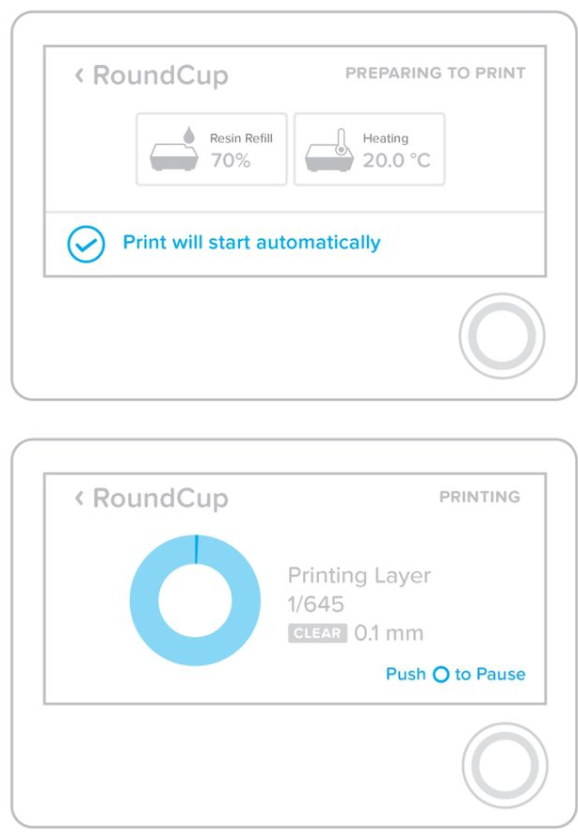 ‹ RoundCup
PREPARING TO PRINT
Resin Refill
70%
Heating
20.0 °C
Print will start automatically
‹ RoundCup
PRINTING
Printing Layer
1/645
CLEAR 0.1 mm
Push O to Pause